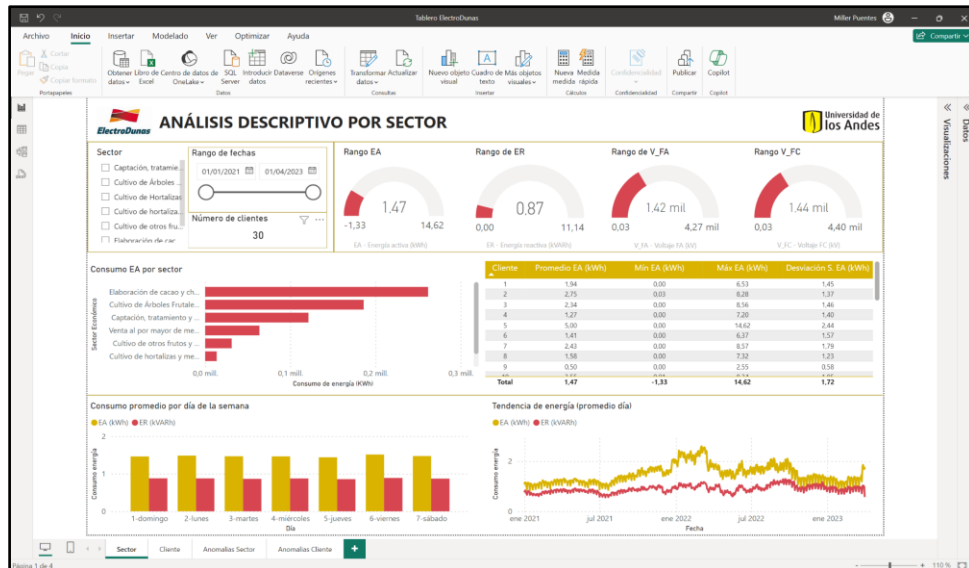 Tablero ElectroDunas
Miller Puentes
Archivo Inicio Insertar Modelado Ver Optimizar Ayuda
Compartir
Pegar
Cortar
Copia
Copiar formato
Obtener datos
Libro de Excel
Centro de datos de OneLake
SQL Server
Introducir datos
Dataverse
Orígenes recientes
Transformar datos
Actualizar
Nuevo objeto visual
Cuadro de texto
Más objetos visuales
Nueva medida
Medida rápida
Confidencialidad
Publicar
Copilot
Portapapeles
Datos
Consultas
Insertar
Cálculos
Confidencialidad
Compartir
Copilot
ElectroDunas
ANÁLISIS DESCRIPTIVO POR SECTOR
Universidad de
los Andes
Visualizaciones
Datos
Sector
Captación, tratamie...
Cultivo de Árboles ...
Cultivo de Hortalizas
Cultivo de hortaliza...
Cultivo de otros fru...
Elaboración de cac
Rango de fechas
01/01/2021 01/04/2023
Número de clientes
30
Rango EA
1.47
-1,33 14,62
EA - Energía activa (kWh)
Rango de ER
0.87
0,00 11,14
ER - Energía reactiva (kVARh)
Rango de V_FA
1.42 mil
0,03 4,27 mil
V_FA - Voltaje FA (kV)
Rango V_FC
1.44 mil
0,03 4,40 mil
V_FC - Voltaje FC (kV)
Consumo EA por sector
Sector Económico
Elaboración de cacao y ch...
Cultivo de Árboles Frutale...
Captación, tratamiento y ...
Venta al por mayor de me...
Cultivo de otros frutos y ...
Cultivo de hortalizas y me...
0,0 mill. 0,1 mill. 0,2 mill. 0,3 mill.
Consumo de energía (KWh)
Cliente Promedio EA (kWh) Mín EA (kWh) Máx EA (kWh) Desviación S. EA (kWh)
1 1,94 0,00 6,53 1,45
2 2,75 0,03 8,28 1,37
3 2,34 0,00 8,56 1,46
4 1,27 0,00 7,20 1,40
5 5,00 0,00 14,62 2,44
6 1,41 0,00 6,37 1,57
7 2,43 0,00 8,57 1,79
8 1,58 0,00 7,32 1,23
9 0,50 0,00 2,55 0,58
Total 1,47 -1,33 14,62 1,72
Consumo promedio por día de la semana
EA (kWh) ER (kVARh)
Consumo energía
2
1
0
1-domingo 2-lunes 3-martes 4-miércoles 5-jueves 6-viernes 7-sábado
Día
Tendencia de energía (promedio día)
EA (kWh) ER (kVARh)
Consumo energía
2
0
ene 2021 jul 2021 ene 2022 jul 2022 ene 2023
Fecha
Sector Cliente Anomalías Sector Anomalías Cliente
Página 1 de 4
110 %